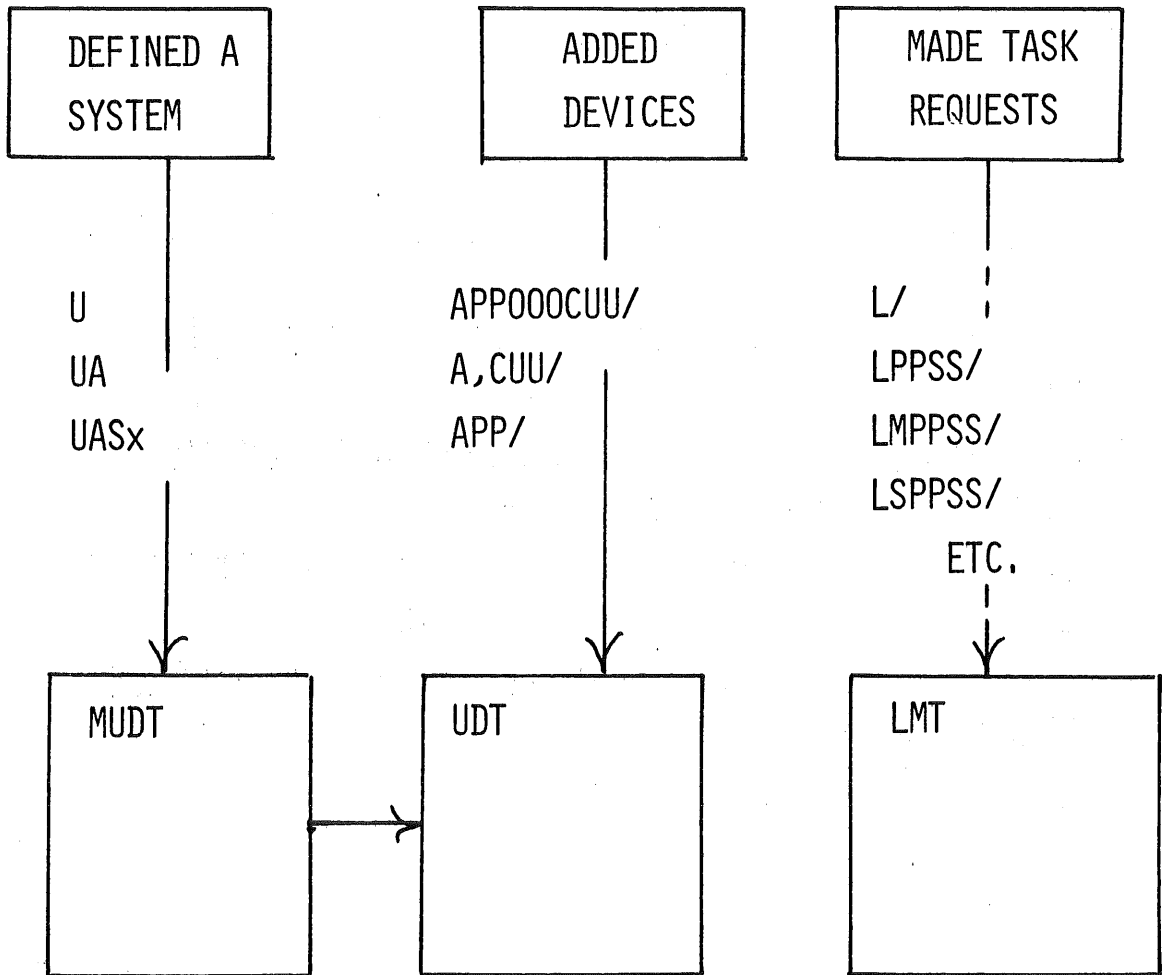 DEFINED A
SYSTEM
ADDED
DEVICES
MADE TASK
REQUESTS
U
UA
UASx
APPOOOCUU/
A,CUU/
APP/
L/
LPPSS/
LMPPSS/
LSPPSS/
ETC.
MUDT
UDT
LMT